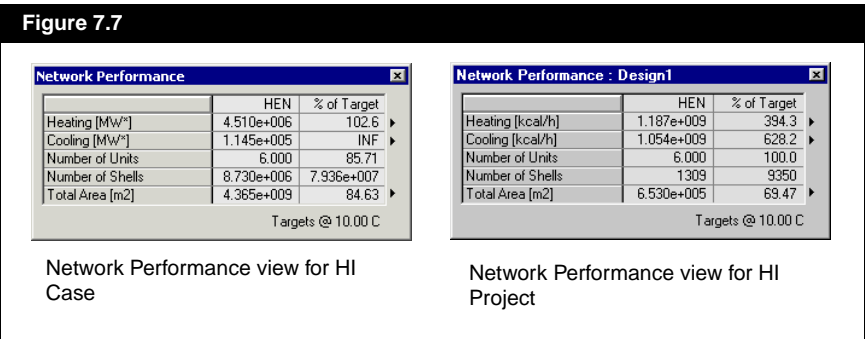 Figure 7.7
Network Performance
HEN % of Target
Heating [MW*] 4.510e+006 102.6
Cooling [MW*] 1.145e+005 INF
Number of Units 6.000 85.71
Number of Shells 8.730e+006 7.936e+007
Total Area [m2] 4.365e+009 84.63
Targets @ 10.00 C
Network Performance view for HI
Case
Network Performance : Design1
HEN % of Target
Heating [kcal/h] 1.187e+009 394.3
Cooling [kcal/h] 1.054e+009 628.2
Number of Units 6.000 100.0
Number of Shells 1309 9350
Total Area [m2] 6.530e+005 69.47
Targets @ 10.00 C
Network Performance view for HI
Project